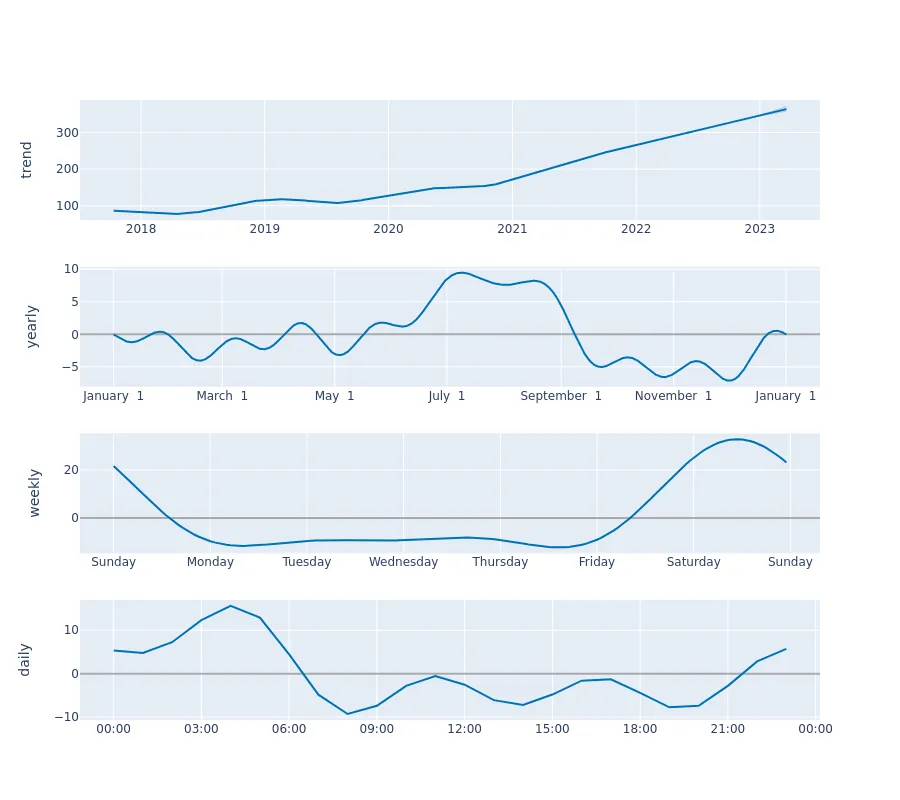 trend
300
200
100
2018 2019 2020 2021 2022 2023
yearly
10
5
0
−5
January 1 March 1 May 1 July 1 September 1 November 1 January 1
weekly
20
0
Sunday Monday Tuesday Wednesday Thursday Friday Saturday Sunday
daily
10
0
−10
00:00 03:00 06:00 09:00 12:00 15:00 18:00 21:00 00:00